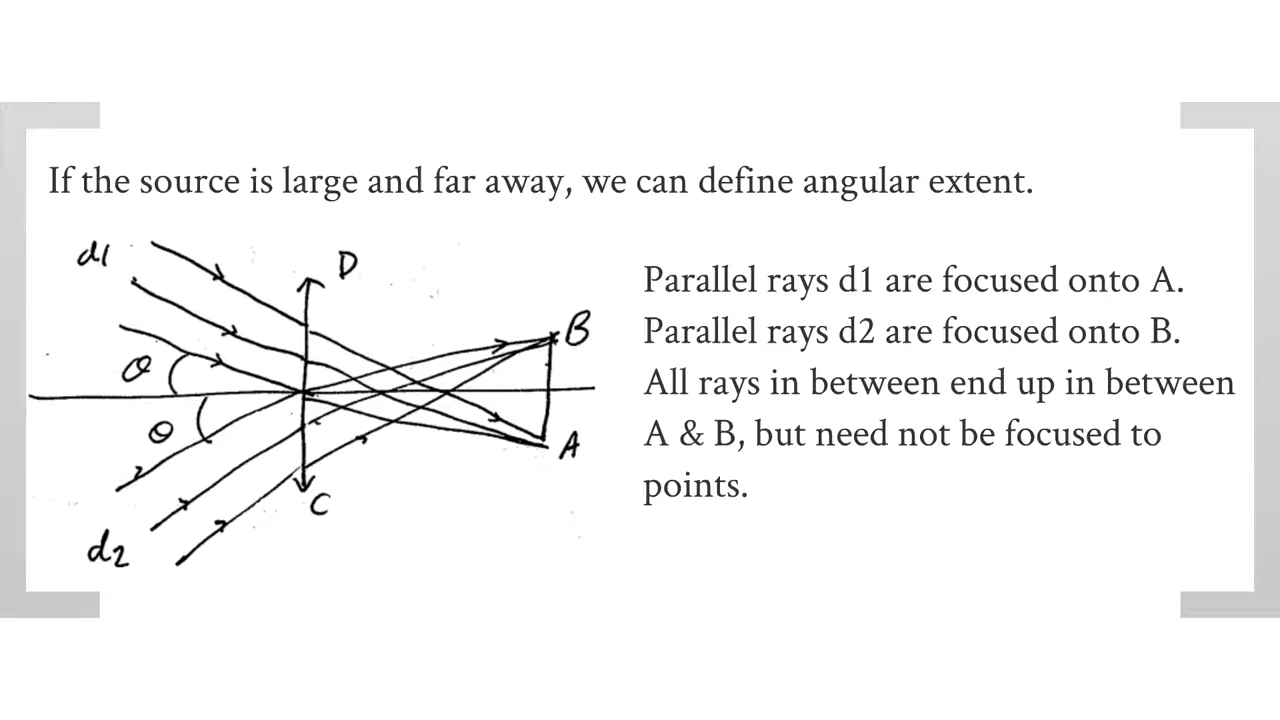 If the source is large and far away, we can define angular extent.
d1
D
B
θ
θ
A
C
d2
Parallel rays d1 are focused onto A.
Parallel rays d2 are focused onto B.
All rays in between end up in between
A & B, but need not be focused to
points.